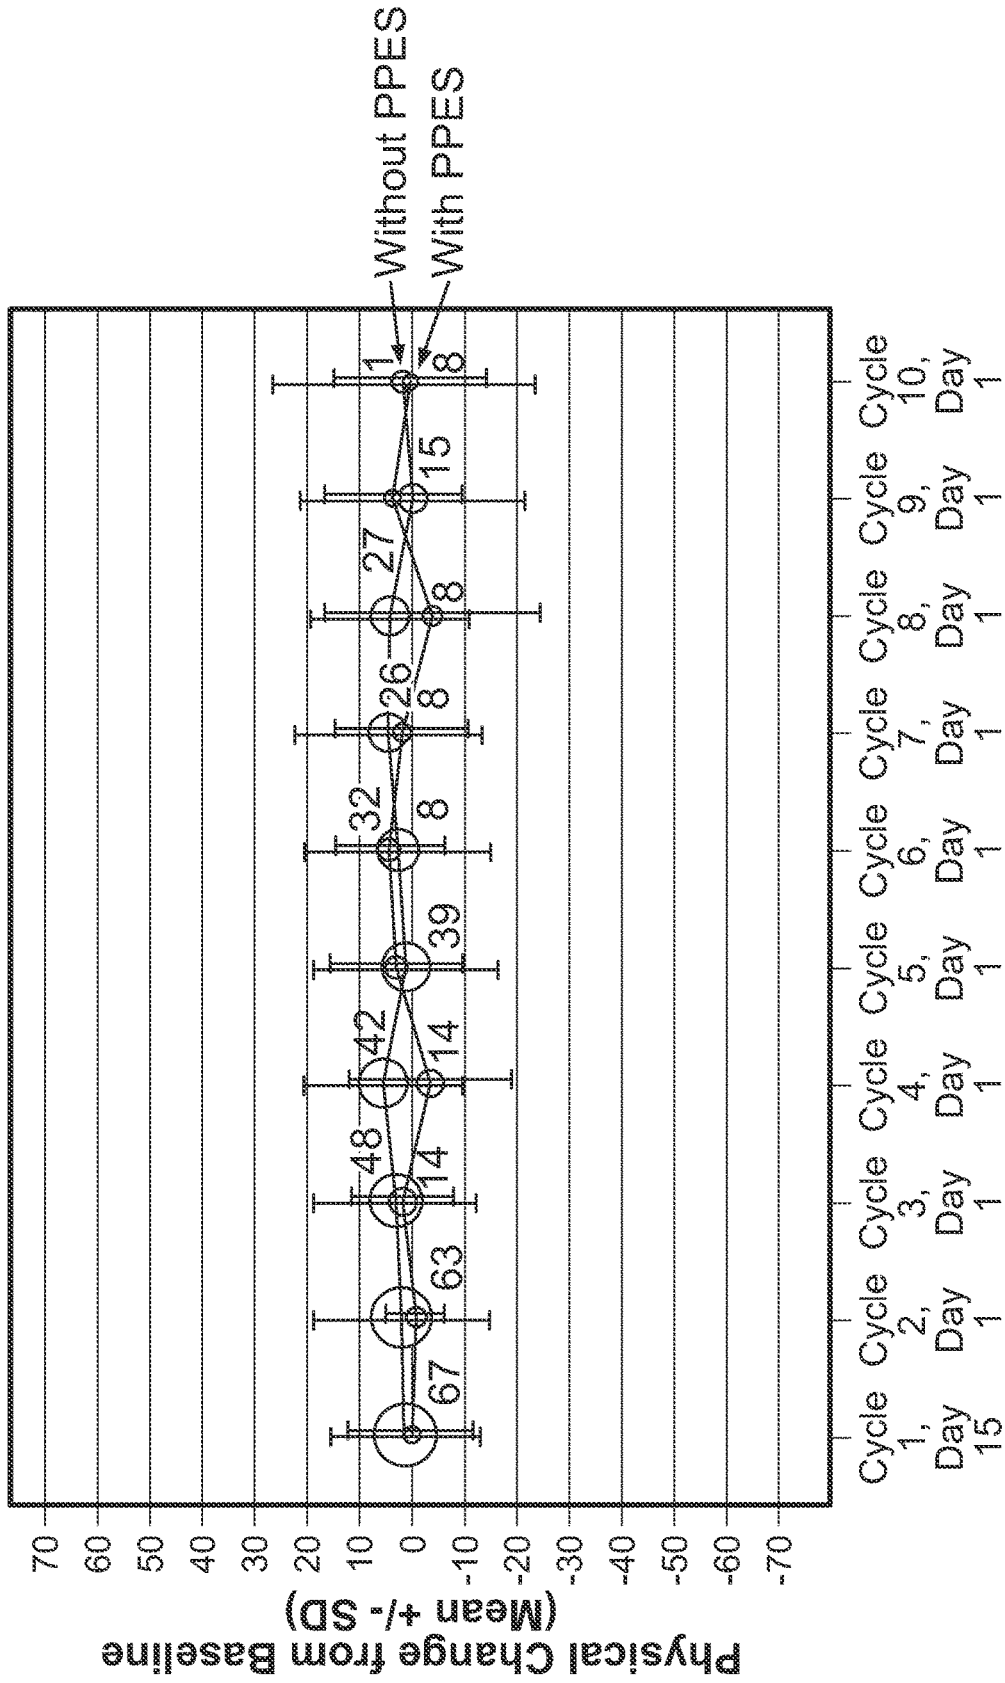 Physical Change from Baseline
(Mean +/- SD)
70
60
50
40
30
20
10
0
-10
-20
-30
-40
-50
-60
-70
67
63
48
14
42
14
39
32
8
26
8
27
8
15
1
8
Without PPES
With PPES
Cycle
1,
Day
15
Cycle
2,
Day
1
Cycle
3,
Day
1
Cycle
4,
Day
1
Cycle
5,
Day
1
Cycle
6,
Day
1
Cycle
7,
Day
1
Cycle
8,
Day
1
Cycle
9,
Day
1
Cycle
10,
Day
1